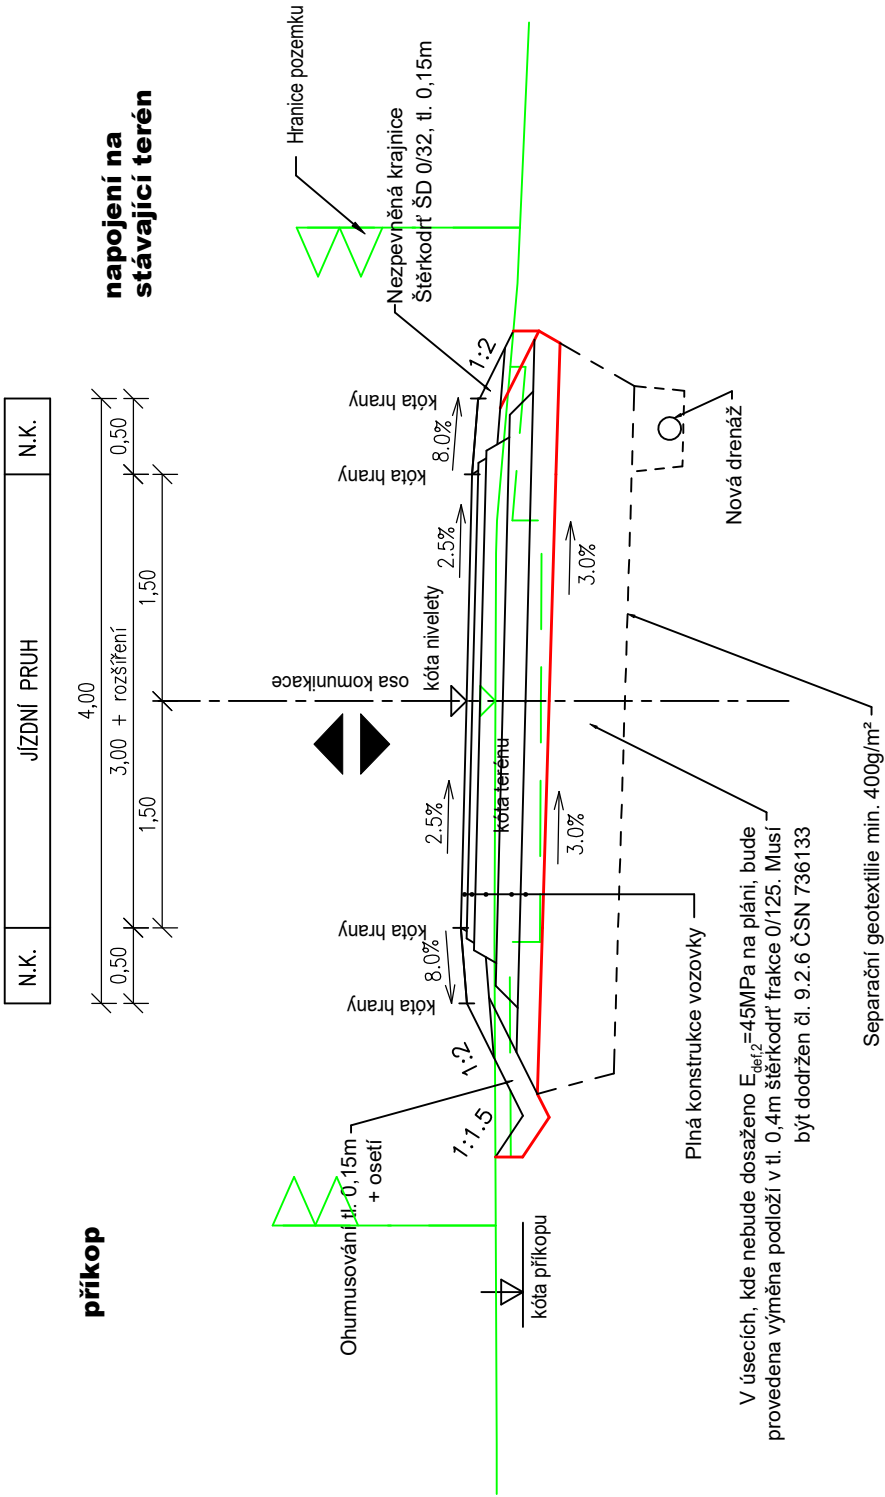 příkop
napojení na
stávající terén
N.K.
JÍZDNÍ PRUH
N.K.
4,00
0,50
3,00 + rozšíření
0,50
1,50
1,50
Hranice pozemku
Nezpevněná krajnice
Štěrkodrť ŠD 0/32, tl. 0,15m
Ohumusování tl. 0,15m
+ osetí
osa komunikace
kóta nivelety
kóta hrany
kóta hrany
kóta hrany
kóta hrany
8.0%
2.5%
2.5%
8.0%
1:2
1:2
1:1.5
kóta terénu
3.0%
3.0%
kóta příkopu
Plná konstrukce vozovky
Nová drenáž
V úsecích, kde nebude dosaženo Edef,2=45MPa na pláni, bude
provedena výměna podloží v tl. 0,4m štěrkodrť frakce 0/125. Musí
být dodržen čl. 9.2.6 ČSN 736133
Separační geotextilie min. 400g/m²